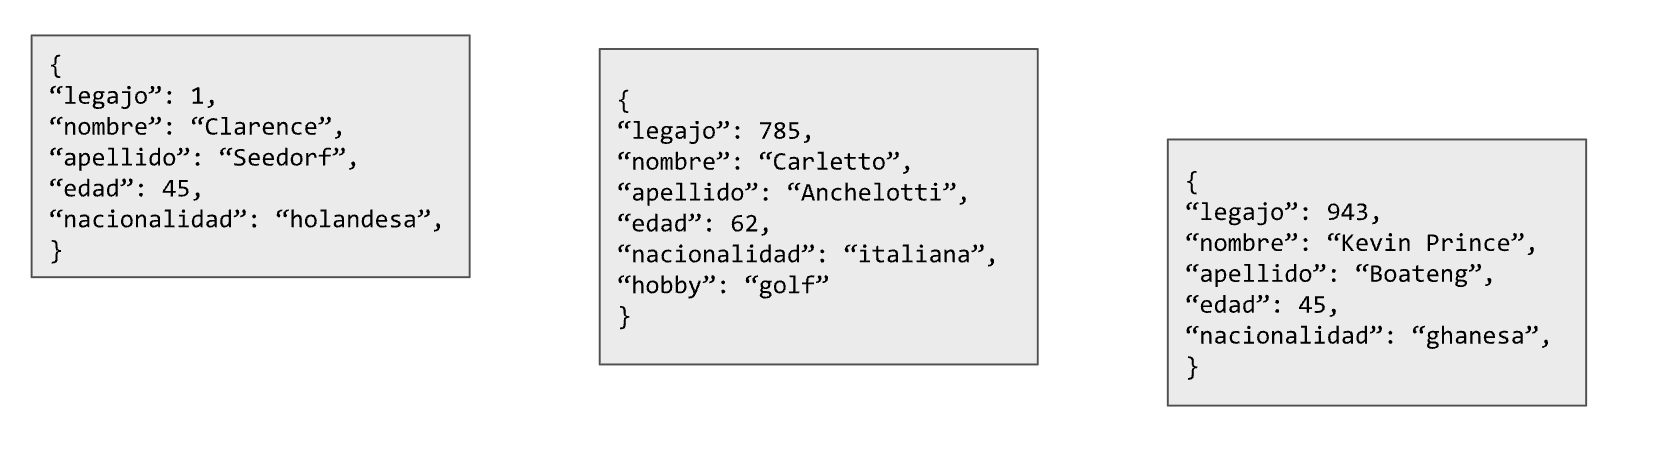 {
“legajo”: 1,
“nombre”: “Clarence”,
“apellido”: “Seedorf”,
“edad”: 45,
“nacionalidad”: “holandesa”,
}
{
“legajo”: 785,
“nombre”: “Carletto”,
“apellido”: “Anchelotti”,
“edad”: 62,
“nacionalidad”: “italiana”,
“hobby”: “golf”
}
{
“legajo”: 943,
“nombre”: “Kevin Prince”,
“apellido”: “Boateng”,
“edad”: 45,
“nacionalidad”: “ghanesa”,
}